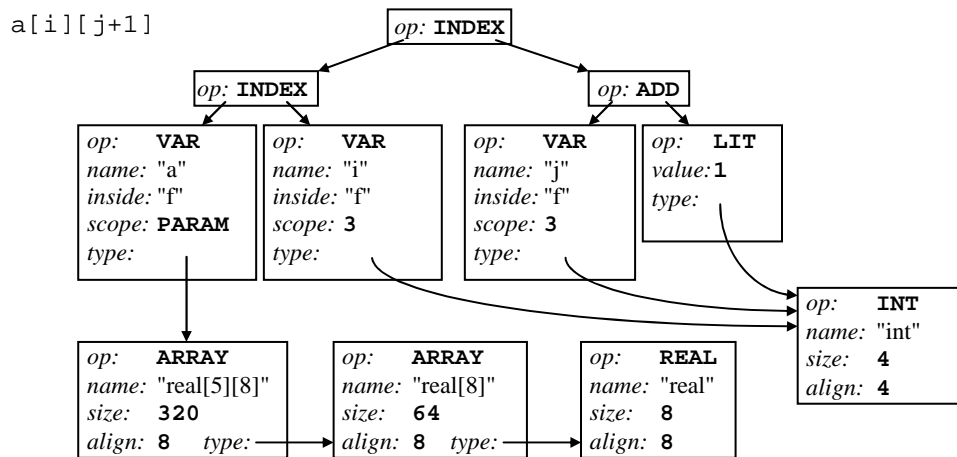 a[i][j+1]
op: INDEX
op: INDEX
op: ADD
op: VAR
name: "a"
inside: "f"
scope: PARAM
type:
op: VAR
name: "i"
inside: "f"
scope: 3
type:
op: VAR
name: "j"
inside: "f"
scope: 3
type:
op: LIT
value: 1
type:
op: INT
name: "int"
size: 4
align: 4
op: ARRAY
name: "real[5][8]"
size: 320
align: 8 type:
op: ARRAY
name: "real[8]"
size: 64
align: 8 type:
op: REAL
name: "real"
size: 8
align: 8